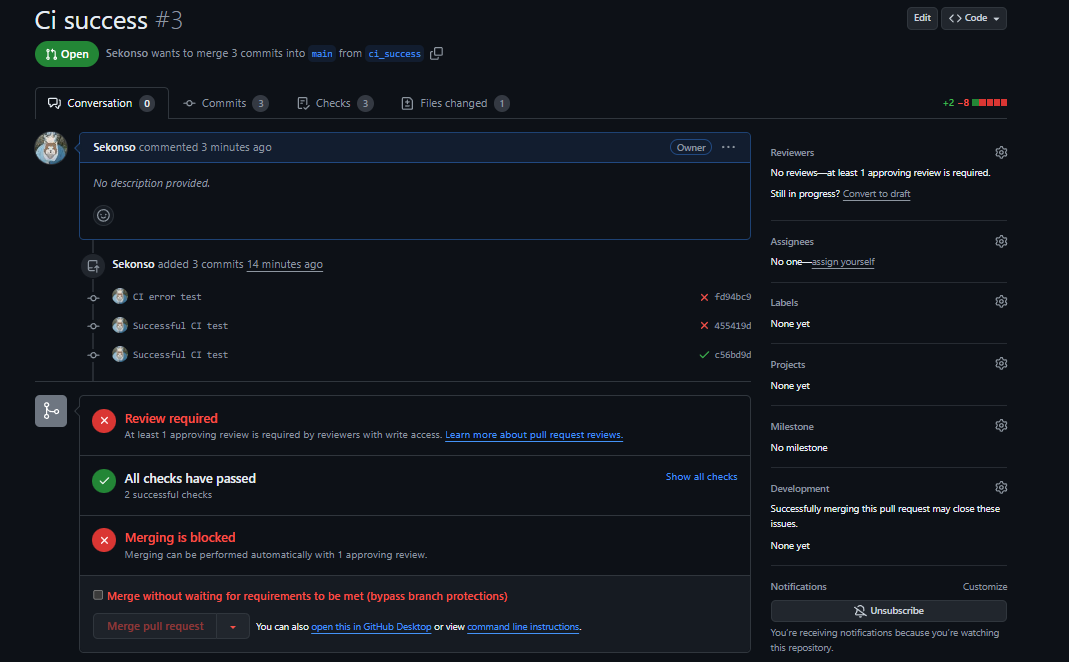 Ci success #3
Edit
<> Code
Open
Sekonso wants to merge 3 commits into main from ci_success
Conversation 0
Commits 3
Checks 3
Files changed 1
+2 −8
Sekonso commented 3 minutes ago
Owner
No description provided.
Sekonso added 3 commits 14 minutes ago
CI error test fd94bc9
Successful CI test 455419d
Successful CI test c56bd9d
Review required
At least 1 approving review is required by reviewers with write access. Learn more about pull request reviews.
All checks have passed
2 successful checks
Show all checks
Merging is blocked
Merging can be performed automatically with 1 approving review.
Merge without waiting for requirements to be met (bypass branch protections)
Merge pull request
You can also open this in GitHub Desktop or view command line instructions.
Reviewers
No reviews—at least 1 approving review is required.
Still in progress? Convert to draft
Assignees
No one—assign yourself
Labels
None yet
Projects
None yet
Milestone
No milestone
Development
Successfully merging this pull request may close these
issues.
None yet
Notifications
Customize
Unsubscribe
You're receiving notifications because you're watching
this repository.